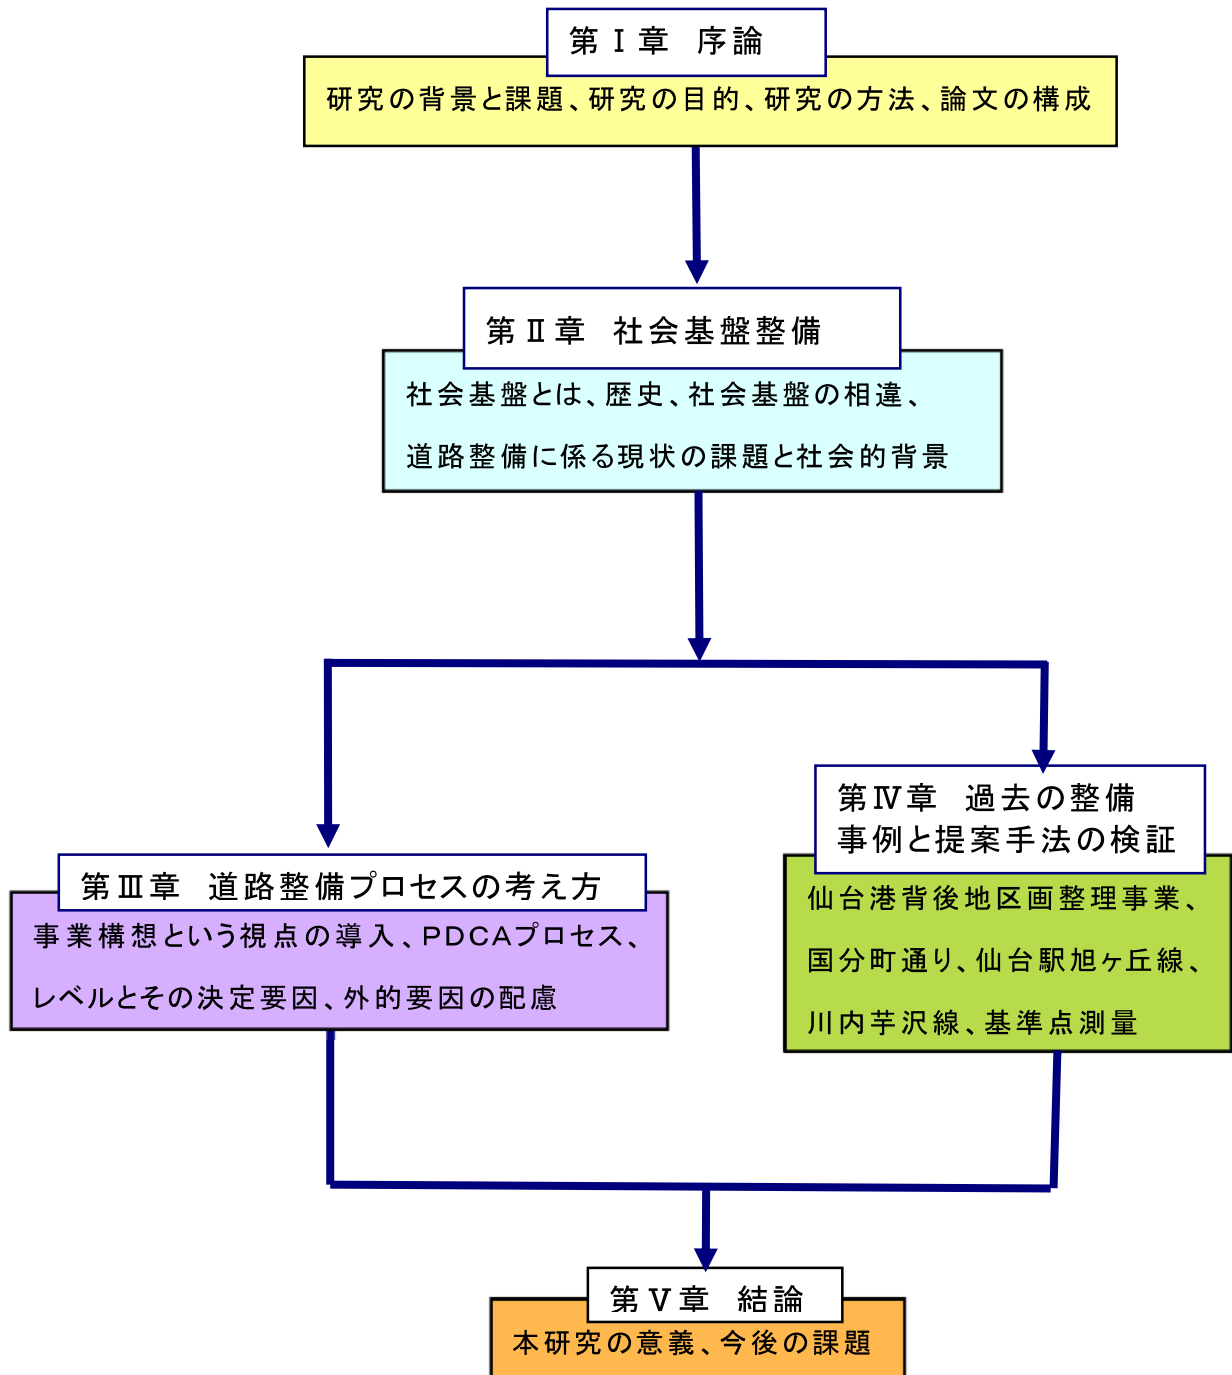 第Ⅰ章 序論
研究の背景と課題、研究の目的、研究の方法、論文の構成
第Ⅱ章 社会基盤整備
社会基盤とは、歴史、社会基盤の相違、
道路整備に係る現状の課題と社会的背景
第Ⅲ章 道路整備プロセスの考え方
事業構想という視点の導入、PDCAプロセス、
レベルとその決定要因、外的要因の配慮
第Ⅳ章 過去の整備
事例と提案手法の検証
仙台港背後地区画整理事業、
国分町通り、仙台駅旭ヶ丘線、
川内芋沢線、基準点測量
第Ⅴ章 結論
本研究の意義、今後の課題